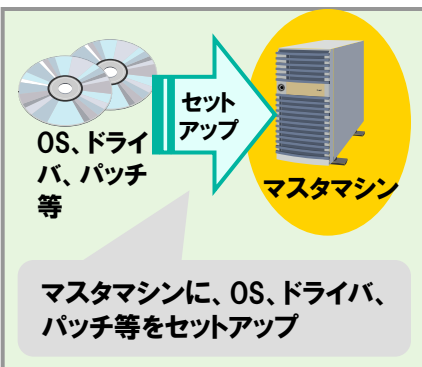 セット
アップ
OS、ドライ
バ、パッチ
等
マスタマシン
マスタマシンに、OS、ドライバ、
パッチ等をセットアップ